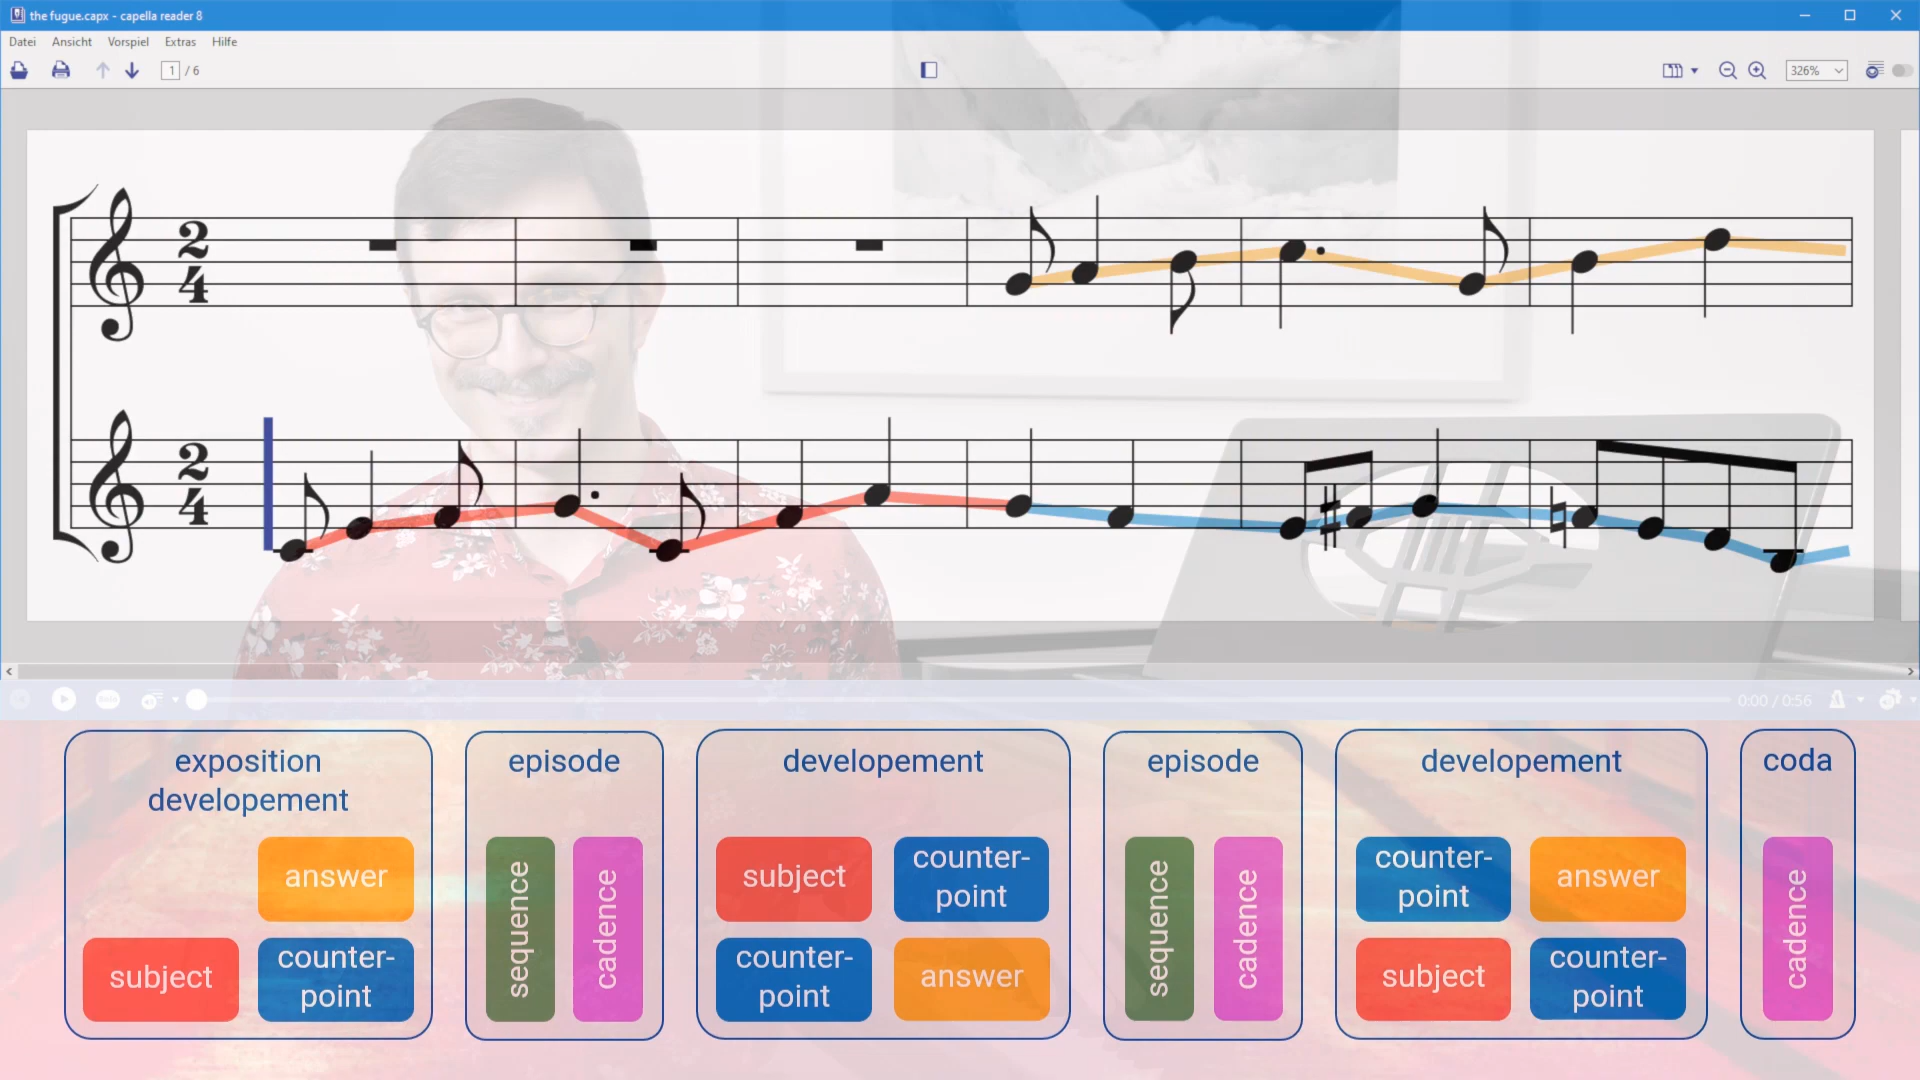 the fugue.capx - capella reader 8
Datei Ansicht Vorspiel Extras Hilfe
1 / 6
326%
2
4
2
4
0:00 / 0:56
exposition
developement
answer
subject
counter-
point
episode
sequence
cadence
developement
subject
counter-
point
counter-
point
answer
episode
sequence
cadence
developement
counter-
point
answer
subject
counter-
point
coda
cadence